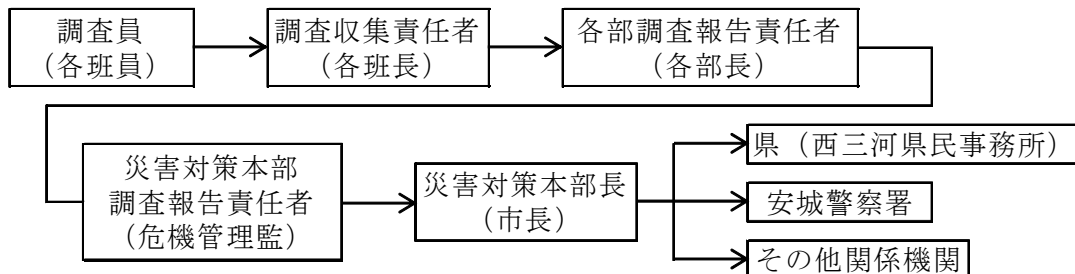 調査員
（各班員）
調査収集責任者
（各班長）
各部調査報告責任者
（各部長）
災害対策本部
調査報告責任者
（危機管理監）
災害対策本部長
（市長）
県（西三河県民事務所）
安城警察署
その他関係機関